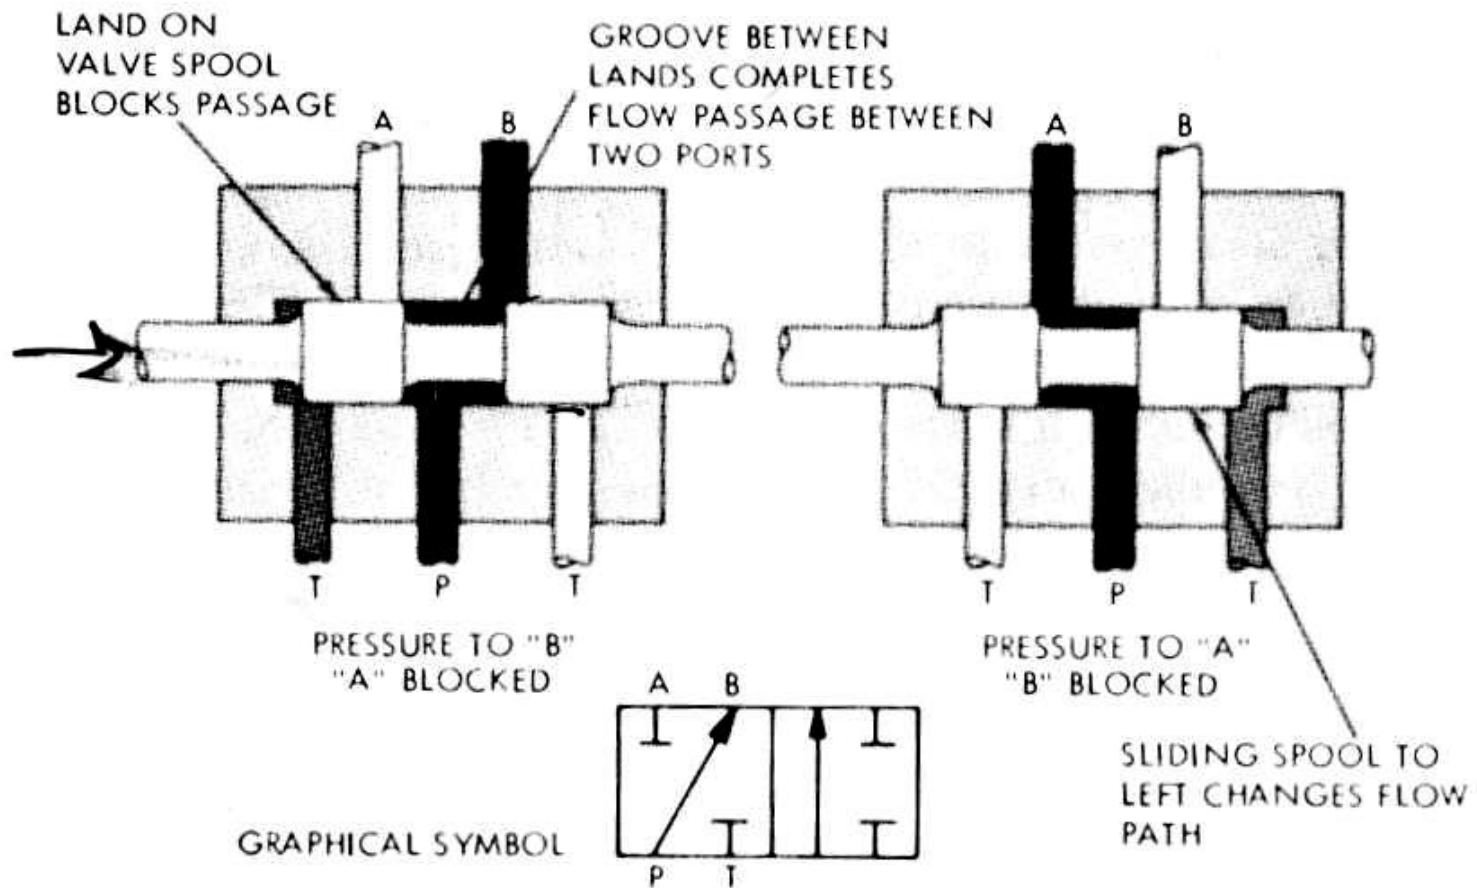 LAND ON
VALVE SPOOL
BLOCKS PASSAGE
GROOVE BETWEEN
LANDS COMPLETES
FLOW PASSAGE BETWEEN
TWO PORTS
A B
A B
T P T
T P T
PRESSURE TO "B"
"A" BLOCKED
PRESSURE TO "A"
"B" BLOCKED
A B
SLIDING SPOOL TO
LEFT CHANGES FLOW
PATH
GRAPHICAL SYMBOL
P T